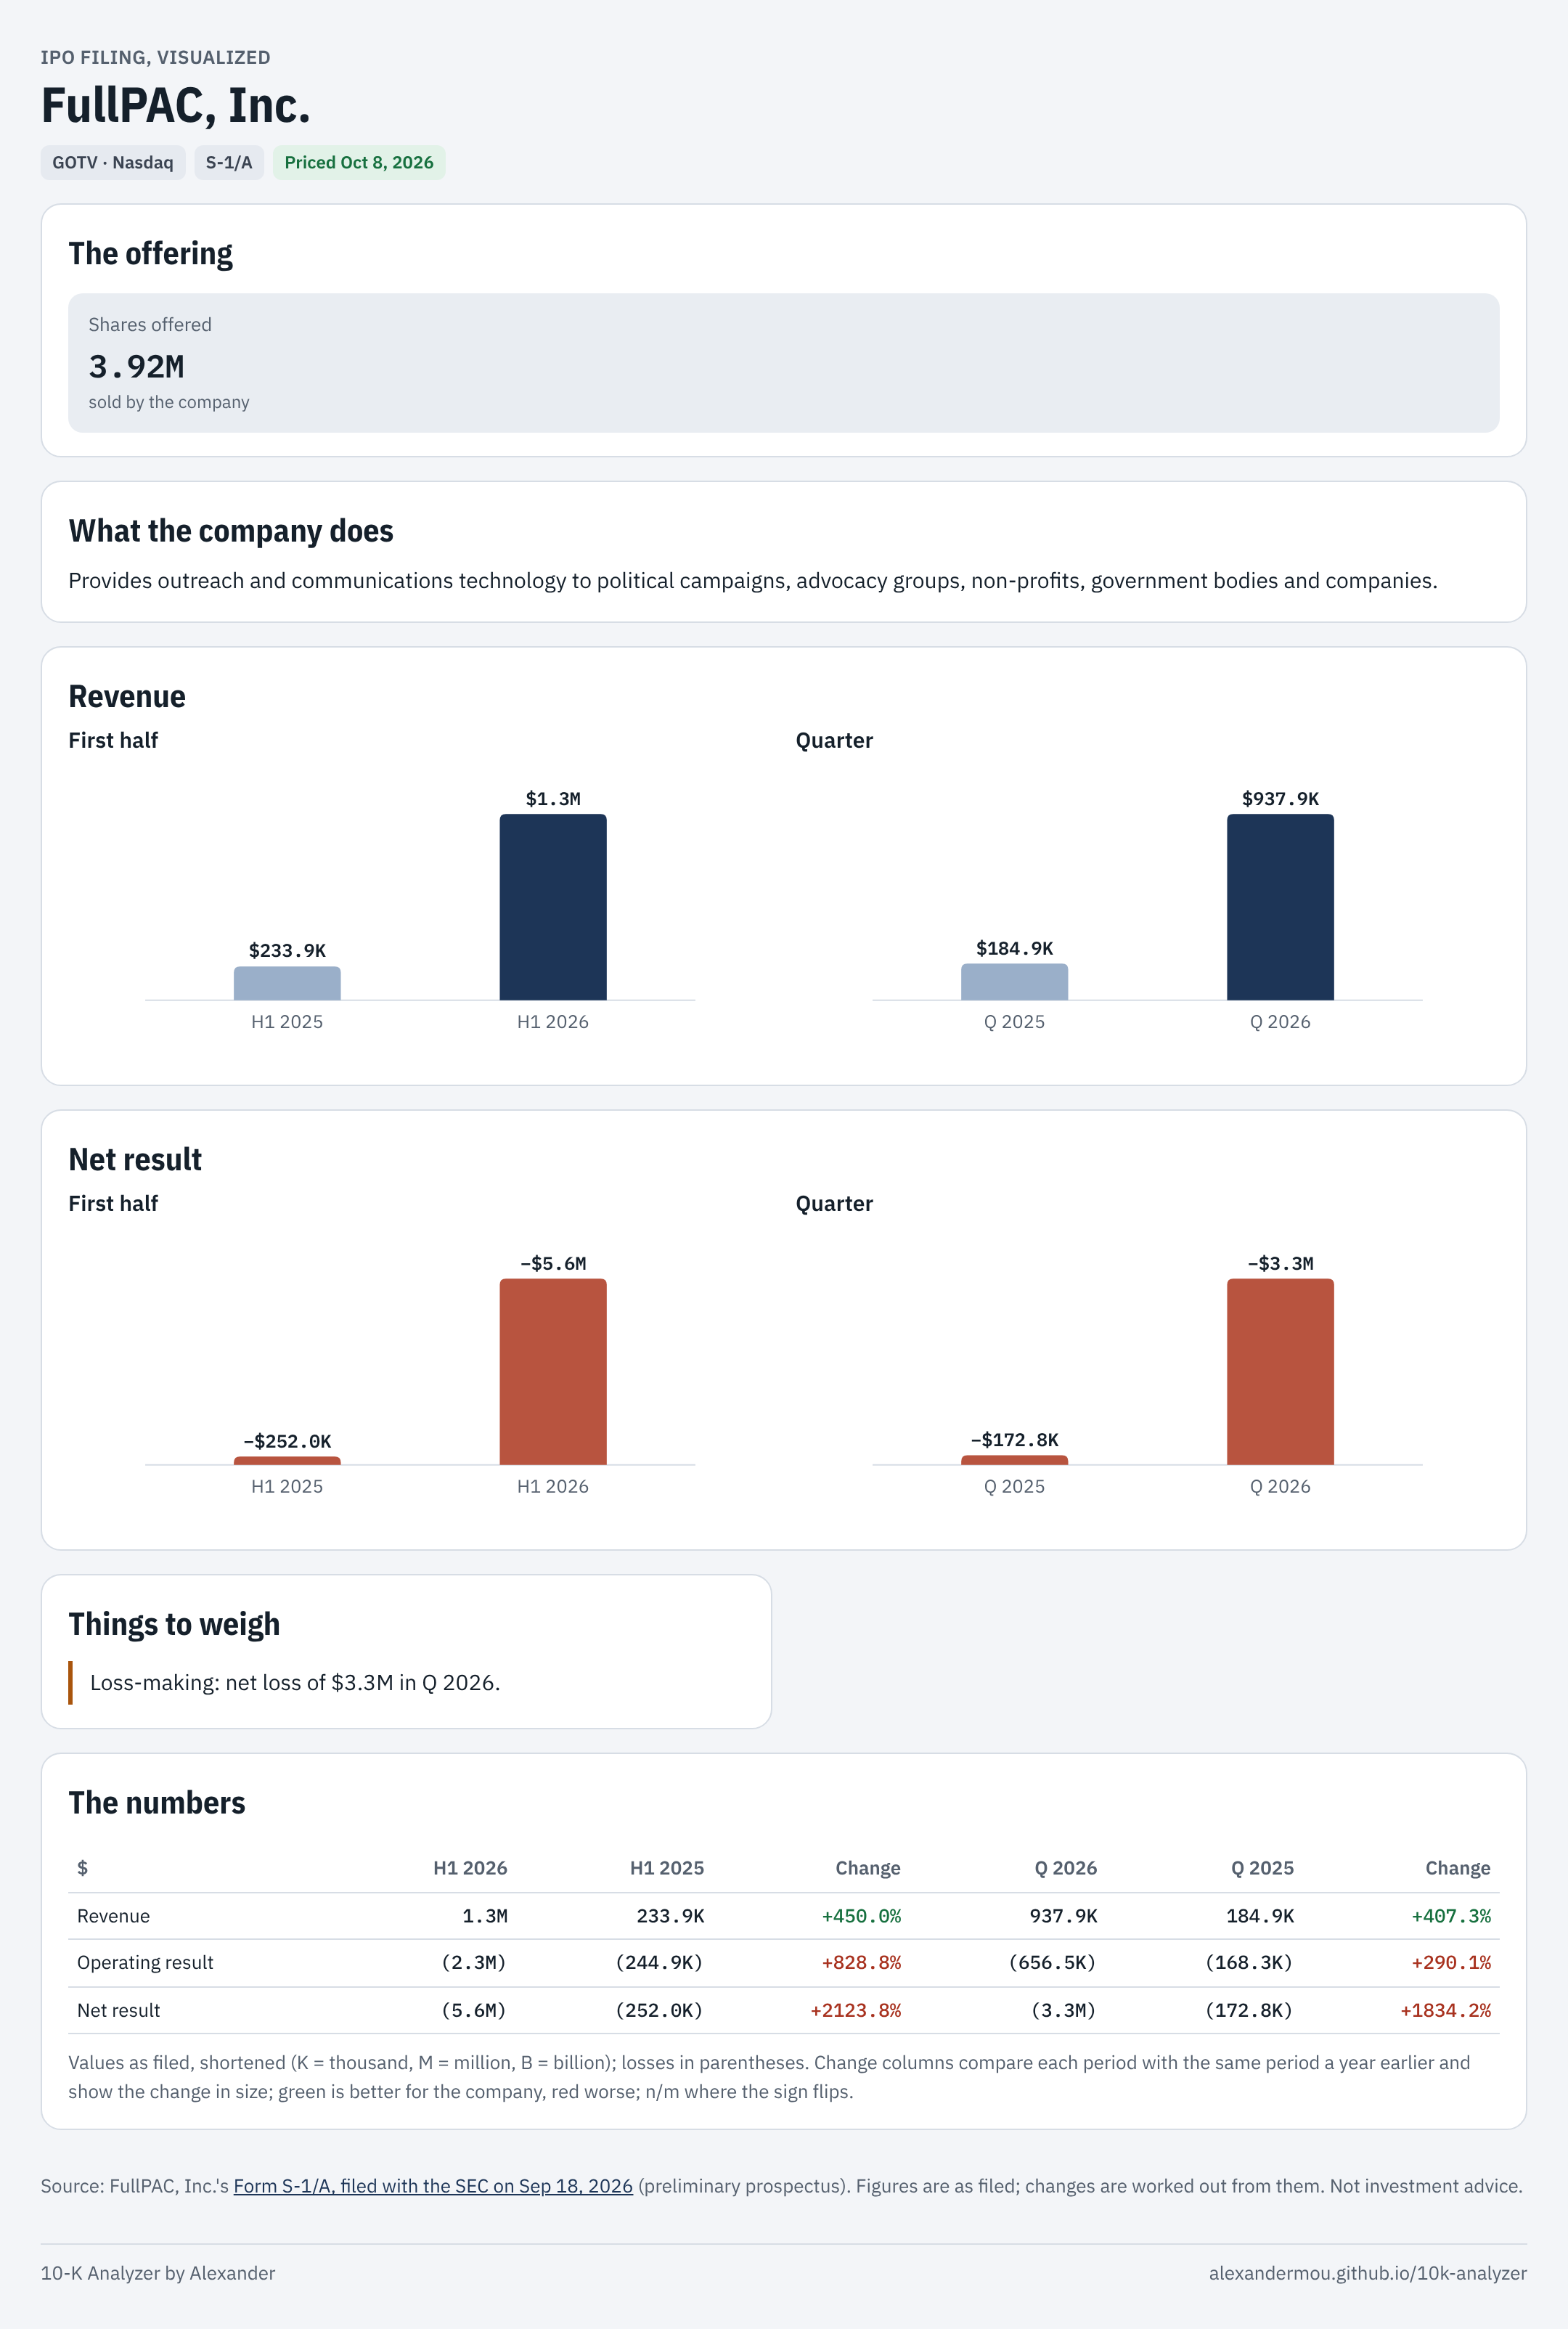 IPO FILING, VISUALIZED
FullPAC, Inc.
GOTV · Nasdaq S-1/A Priced Oct 8, 2026
The offering
Shares offered
3.92M
sold by the company
What the company does
Provides outreach and communications technology to political campaigns, advocacy groups, non-profits, government bodies and companies.
Revenue
First half
$233.9K
$1.3M
H1 2025 H1 2026
Quarter
$184.9K
$937.9K
Q 2025 Q 2026
Net result
First half
−$252.0K
−$5.6M
H1 2025 H1 2026
Quarter
−$172.8K
−$3.3M
Q 2025 Q 2026
Things to weigh
Loss-making: net loss of $3.3M in Q 2026.
The numbers
$ H1 2026 H1 2025 Change Q 2026 Q 2025 Change
Revenue 1.3M 233.9K +450.0% 937.9K 184.9K +407.3%
Operating result (2.3M) (244.9K) +828.8% (656.5K) (168.3K) +290.1%
Net result (5.6M) (252.0K) +2123.8% (3.3M) (172.8K) +1834.2%
Values as filed, shortened (K = thousand, M = million, B = billion); losses in parentheses. Change columns compare each period with the same period a year earlier and
show the change in size; green is better for the company, red worse; n/m where the sign flips.
Source: FullPAC, Inc.'s Form S-1/A, filed with the SEC on Sep 18, 2026 (preliminary prospectus). Figures are as filed; changes are worked out from them. Not investment advice.
10-K Analyzer by Alexander
alexandermou.github.io/10k-analyzer